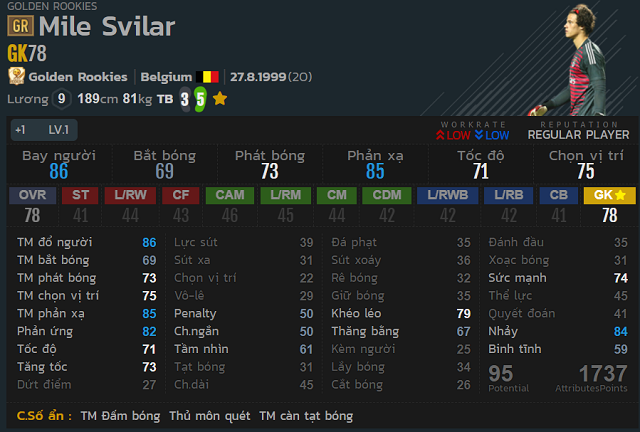 GOLDEN ROOKIES
GR Mile Svilar
GK78
Golden Rookies Belgium 27.8.1999(20)
Lương 9 189cm 81kg TB 3 5
+1 LV.1
WORKRATE REPUTATION
LOW LOW REGULAR PLAYER
Bay người Bắt bóng Phát bóng Phản xạ Tốc độ Chọn vị trí
86 69 73 85 71 75
OVR ST L/RW CF CAM L/RM CM CDM L/RWB L/RB CB GK
78 41 44 43 46 45 44 42 42 42 42 78
TM đổ người 86 Lực sút 39 Đá phạt 35 Đánh đầu 35
TM bắt bóng 69 Sút xa 31 Sút xoáy 36 Xoạc bóng 31
TM phát bóng 73 Chọn vị trí 22 Rê bóng 32 Sức mạnh 74
TM chọn vị trí 75 Vô-lê 29 Giữ bóng 35 Thể lực 45
TM phản xạ 85 Penalty 50 Khéo léo 79 Quyết đoán 41
Phản ứng 82 Ch.ngắn 50 Thăng bằng 67 Nhảy 84
Tốc độ 71 Tầm nhìn 61 Kèm người 25 Bình tĩnh 59
Tăng tốc 73 Tạt bóng 31 Lấy bóng 34 95 1737
Dứt điểm 27 Ch.dài 45 Cắt bóng 26 Potential AttributesPoints
C.Số ẩn : TM Đấm bóng Thủ môn quét TM càn tạt bóng